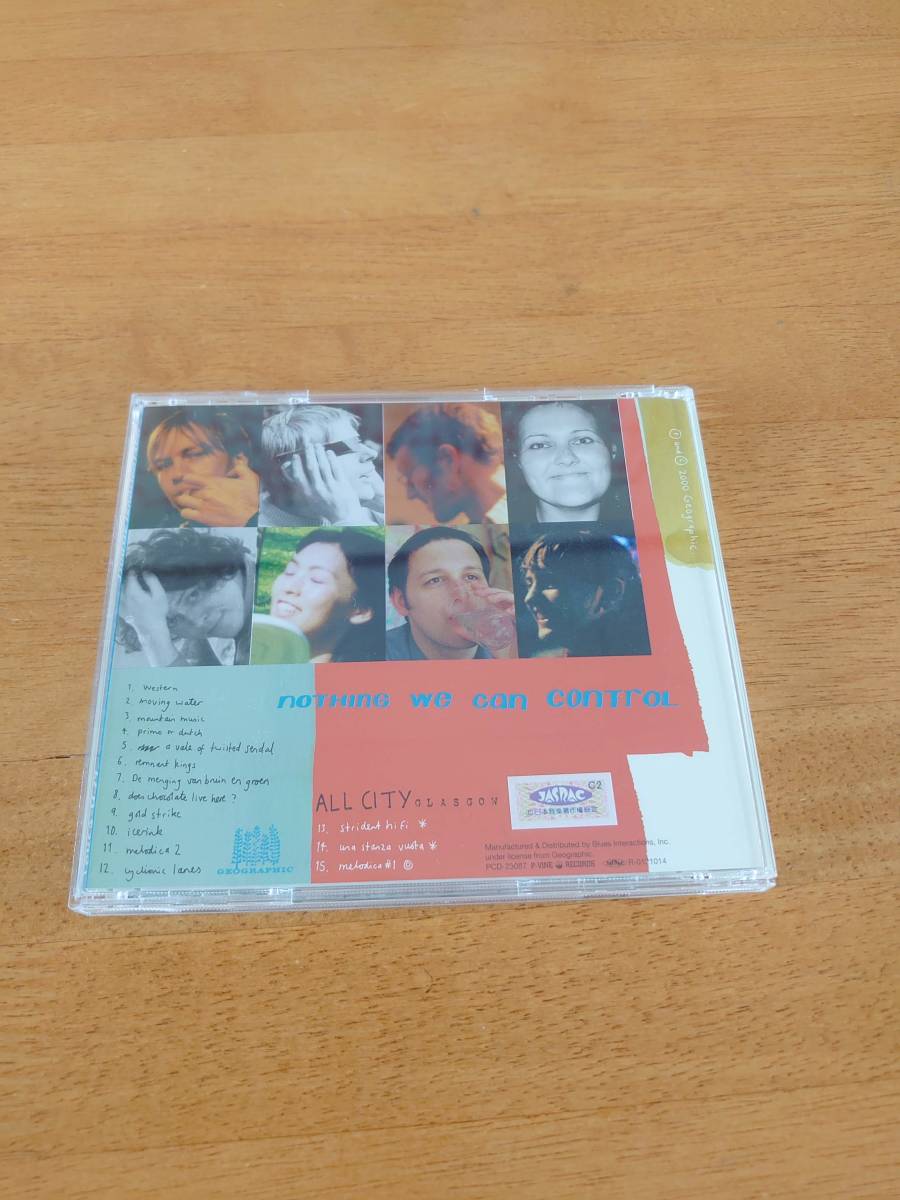 Ⓟ and Ⓒ 2000 Geographic.
nothing we can control
1. Western
2. moving water
3. mountain music
4. primo m dutch
5. a vale of twisted sendal
6. remnant kings
7. De menging van bruin en groen
8. does chocolate live here ?
9. gold strike
10. icerink
11. melodica 2
12. cyclonic lanes
GEOGRAPHIC
ALL CITY GLASGOW
13. strident hi fi *
14. una stanza vuota *
15. melodica #1 ©
JASRAC
C2
Manufactured & Distributed by Blues Interactions, Inc.
under license from Geographic.
PCD-23087 P-VINE RECORDS